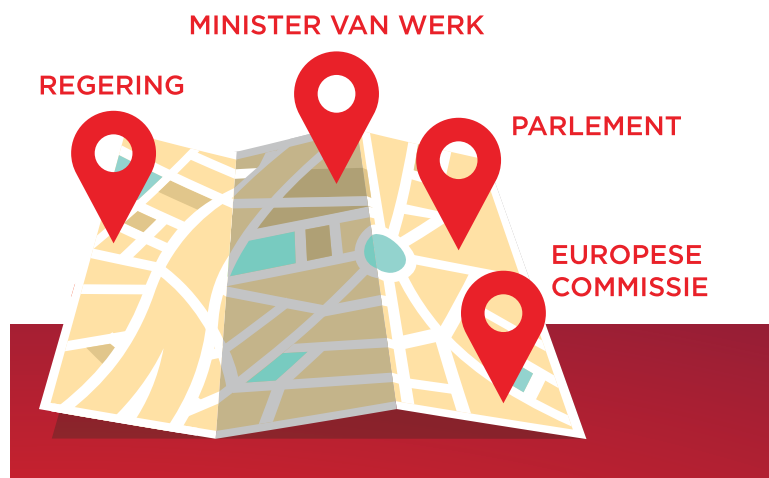 MINISTER VAN WERK
REGERING
PARLEMENT
EUROPESE
COMMISSIE